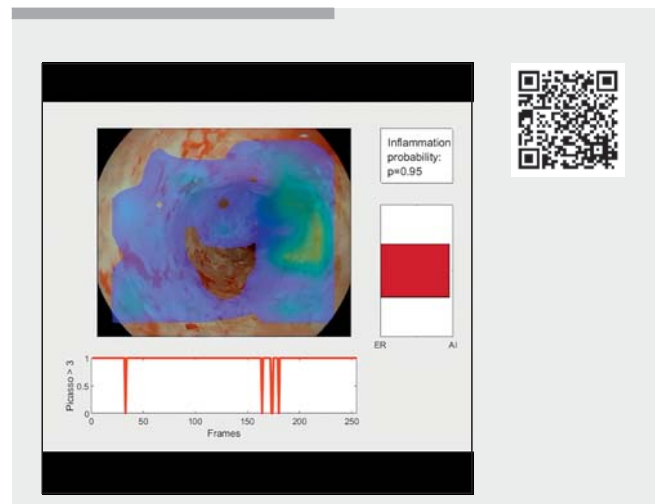 Inflammation
probability:
p=0.95
ER AI
Picasso > 3
1
0.5
0
0 50 100 150 200 250
Frames